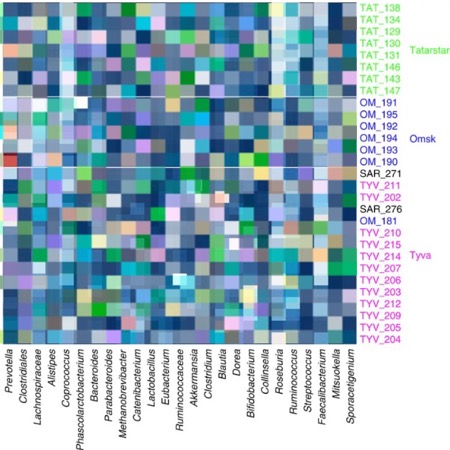 TAT_138
TAT_134
TAT_129
TAT_130
TAT_131
TAT_146
TAT_143
TAT_147
Tatarstar
OM_191
OM_195
OM_192
OM_194
OM_193
OM_190
Omsk
SAR_271
TYV_211
TYV_202
SAR_276
OM_181
TYV_210
TYV_215
TYV_214
TYV_207
TYV_206
TYV_203
TYV_212
TYV_209
TYV_205
TYV_204
Tyva
Prevotella
Clostridiales
Lachnospiraceae
Alistipes
Coprococcus
Phascolarctobacterium
Bacteroides
Parabacteroides
Methanobrevibacter
Catenibacterium
Lactobacillus
Eubacterium
Ruminococcaceae
Akkermansia
Clostridium
Blautia
Dorea
Bifidobacterium
Collinsella
Roseburia
Ruminococcus
Streptococcus
Faecalibacterium
Mitsuokella
Sporacetigenium